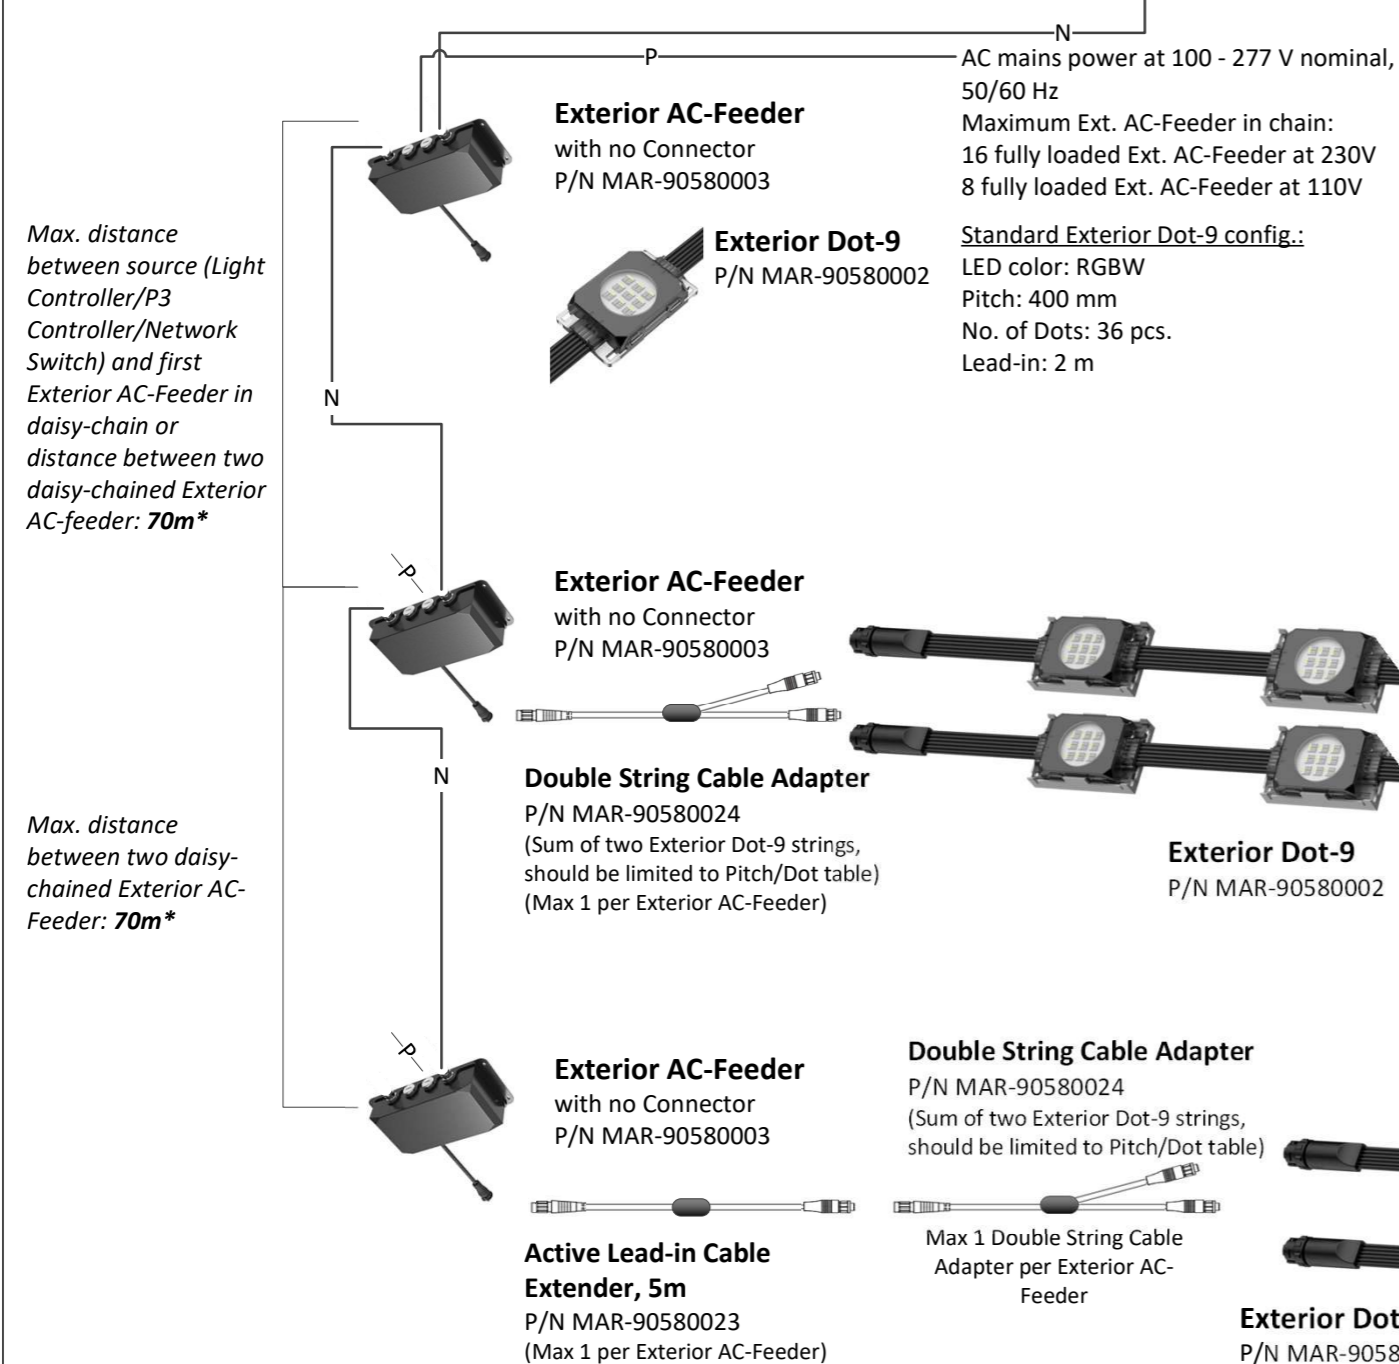 N
P
AC mains power at 100 - 277 V nominal,
50/60 Hz
Maximum Ext. AC-Feeder in chain:
16 fully loaded Ext. AC-Feeder at 230V
8 fully loaded Ext. AC-Feeder at 110V
Exterior AC-Feeder
with no Connector
P/N MAR-90580003
Exterior Dot-9
P/N MAR-90580002
Standard Exterior Dot-9 config.:
LED color: RGBW
Pitch: 400 mm
No. of Dots: 36 pcs.
Lead-in: 2 m
Max. distance
between source (Light
Controller/P3
Controller/Network
Switch) and first
Exterior AC-Feeder in
daisy-chain or
distance between two
daisy-chained Exterior
AC-feeder: 70m*
N
P
Exterior AC-Feeder
with no Connector
P/N MAR-90580003
N
Double String Cable Adapter
P/N MAR-90580024
(Sum of two Exterior Dot-9 strings,
should be limited to Pitch/Dot table)
(Max 1 per Exterior AC-Feeder)
Exterior Dot-9
P/N MAR-90580002
Max. distance
between two daisy-
chained Exterior AC-
Feeder: 70m*
P
Exterior AC-Feeder
with no Connector
P/N MAR-90580003
Double String Cable Adapter
P/N MAR-90580024
(Sum of two Exterior Dot-9 strings,
should be limited to Pitch/Dot table)
Max 1 Double String Cable
Adapter per Exterior AC-
Feeder
Active Lead-in Cable
Extender, 5m
P/N MAR-90580023
(Max 1 per Exterior AC-Feeder)
Exterior Dot
P/N MAR-9058